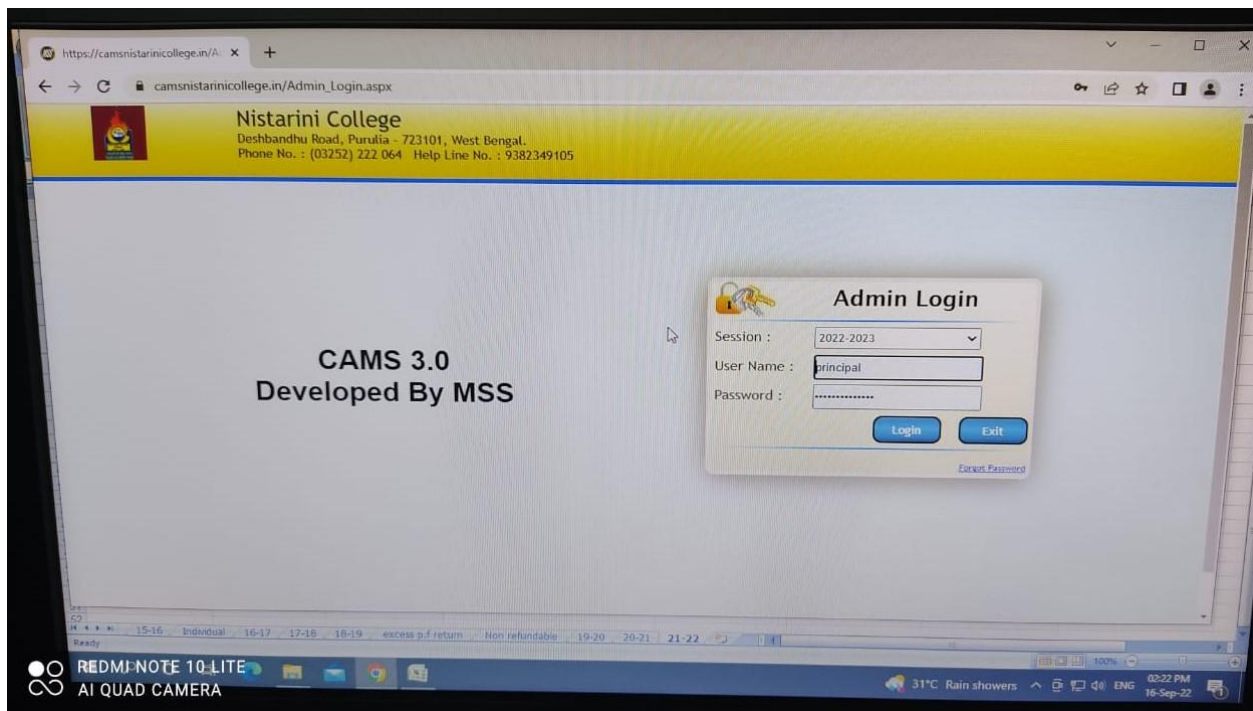 https://camsnistarinicollege.in/A:
camsnistarinicollege.in/Admin_Login.aspx
Nistarini College
Deshbandhu Road, Purulia - 723101, West Bengal.
Phone No. : (03252) 222 064 Help Line No. : 9382349105
CAMS 3.0
Developed By MSS
Admin Login
Session : 2022-2023
User Name : principal
Password : ••••••••••••••
Login Exit
Forgot Password
52
15-16 Individual 16-17 17-18 18-19 excess p.f return Non refundable 19-20 20-21 21-22
Ready 100%
31°C Rain showers ENG 02:22 PM
16-Sep-22
REDMI NOTE 10 LITE
AI QUAD CAMERA